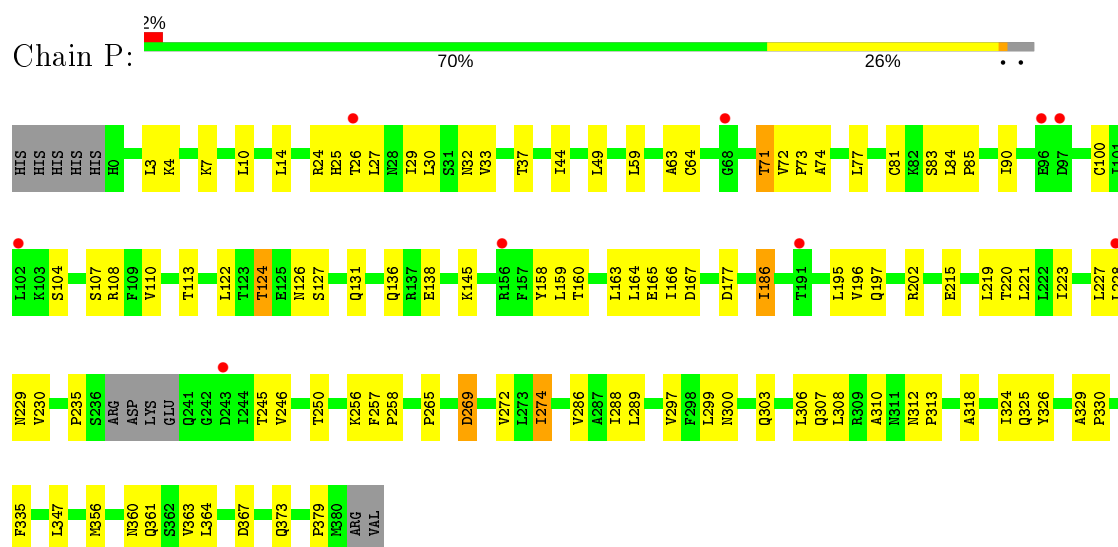 2%
Chain P:
70% 26% • •
HIS HIS HIS HIS HIS H0 L3 K4 K7 L10 L14 R24 H25 T26 L27 N28 I29 L30 S31 N32 V33 T37 I44 L49 L59 A63 C64 G68 T71 V72 P73 A74 L77 C81 K82 S83 L84 P85 I90 E96 D97 C100 I101
L102 K103 S104 S107 R108 F109 V110 T113 L122 T123 T124 E125 N126 S127 Q131 Q136 R137 E138 K145 R156 F157 Y158 L159 T160 L163 L164 E165 I166 D167 D177 I186 T191 L195 V196 Q197 R202 E215 L219 T220 L221 L222 I223 L227 L228
N229 V230 P235 S236 ARG ASP LYS GLU Q241 G242 D243 I244 T245 V246 T250 K256 F257 P258 P265 D269 V272 L273 I274 V286 A287 I288 L289 V297 F298 L299 N300 Q303 L306 Q307 L308 R309 A310 N311 N312 P313 A318 I324 Q325 Y326 A329 P330
F335 L347 M356 N360 Q361 S362 V363 L364 D367 Q373 P379 M380 ARG VAL